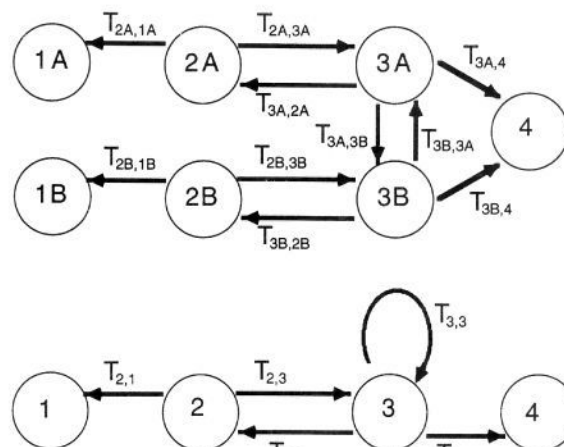 T2A,1A T2A,3A T3A,4
1A 2A 3A
T3A,2A 4
T3A,3B T3B,3A
T2B,1B T2B,3B
1B 2B 3B
T3B,2B T3B,4
T3,3
T2,1 T2,3
1 2 3 4